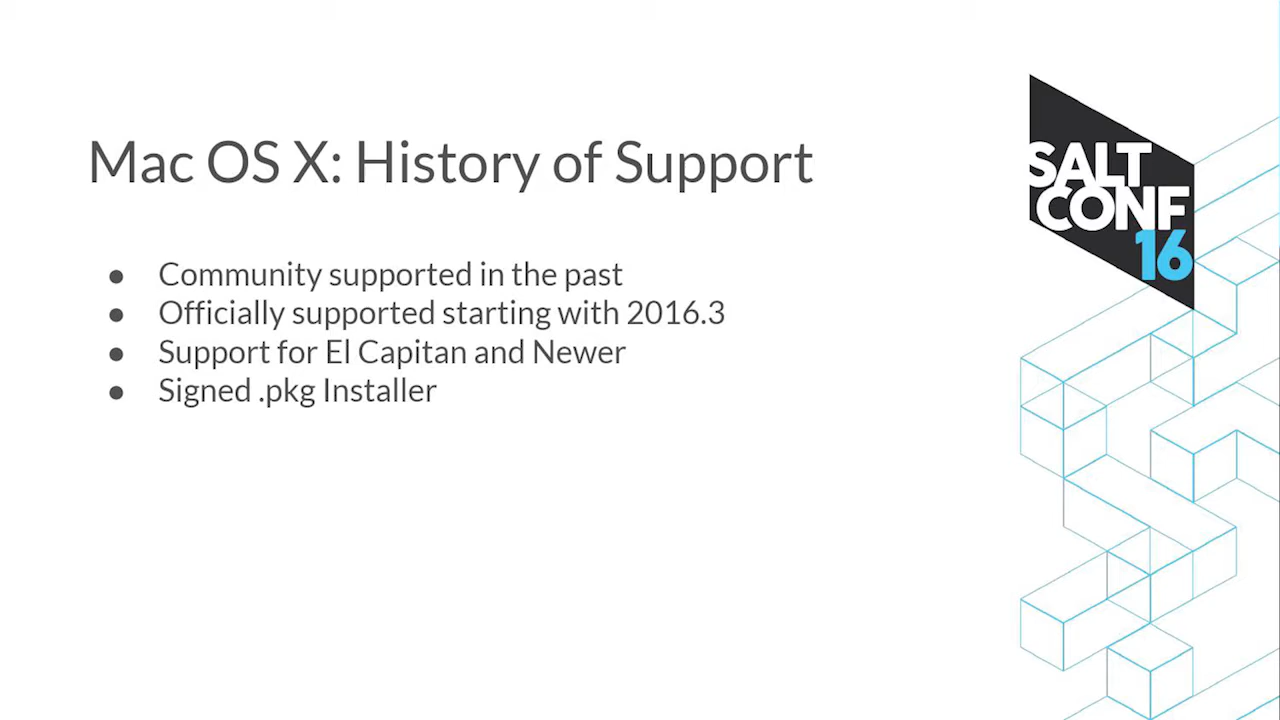 Mac OS X: History of Support
● Community supported in the past
● Officially supported starting with 2016.3
● Support for El Capitan and Newer
● Signed .pkg Installer
SALT
CONF
16